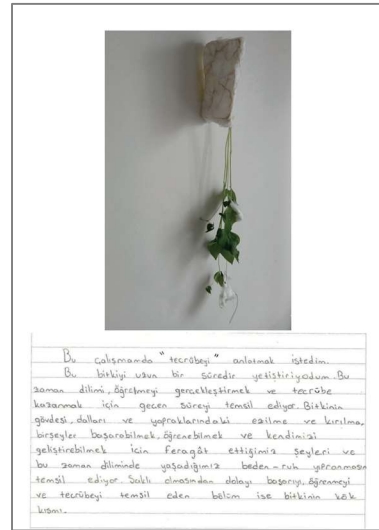 Bu çalışmamda "tecrübeyi" anlatmak istedim.
Bu bitkiyi uzun bir süredir yetiştiriyodum. Bu
zaman dilimi, öğretmeyi gerçekleştirmek ve tecrübe
kazanmak için geçen süreyi temsil ediyor. Bitkinin
gövdesi, dalları ve yapraklarındaki ezilme ve kırılma,
birşeyler başarabilmek, öğrenebilmek ve kendimizi
geliştirebilmek için Feragât ettiğimiz şeyleri ve
bu zaman diliminde yaşadığımız beden-ruh yıpranmasını
temsil ediyor. Saklı olmasından dolayı başarıyı, öğrenmeyi
ve tecrübeyi temsil eden bölüm ise bitkinin kök
kısmı.